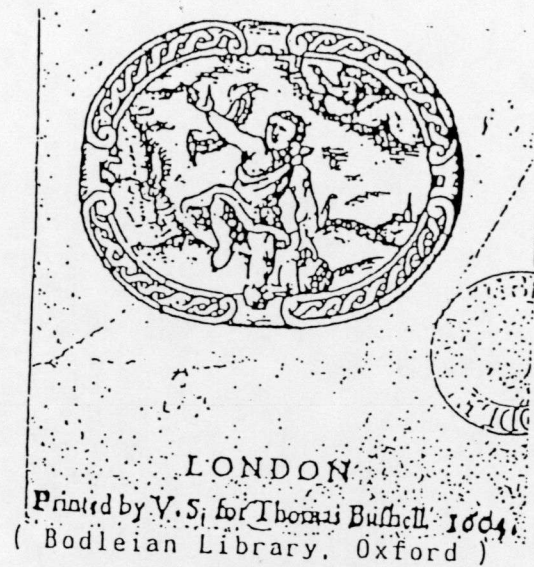 LONDON
Printed by V. S. for Thomas Buſhell 1604.
( Bodleian Library, Oxford )